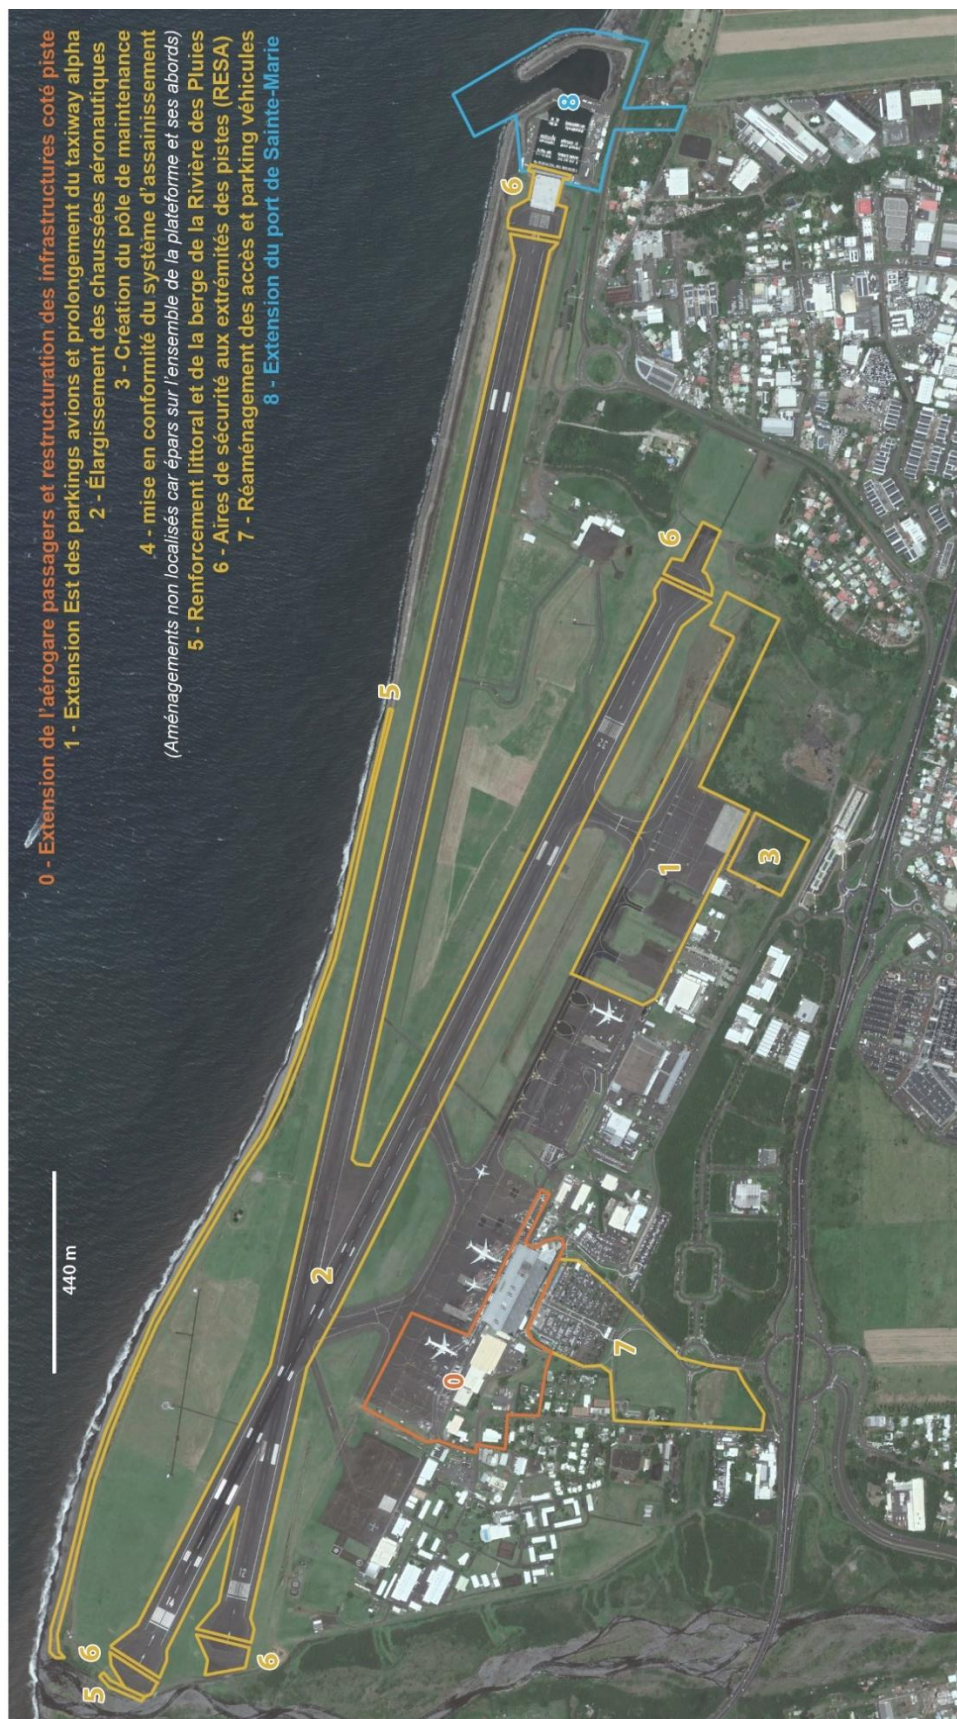 0 - Extension de l'aérogare passagers et restructuration des infrastructures coté piste
1 - Extension Est des parkings avions et prolongement du taxiway alpha
2 - Élargissement des chaussées aéronautiques
3 - Création du pôle de maintenance
4 - mise en conformité du système d'assainissement
(Aménagements non localisés car épars sur l'ensemble de la plateforme et ses abords)
5 - Renforcement littoral et de la berge de la Rivière des Pluies
6 - Aires de sécurité aux extrémités des pistes (RESA)
7 - Réaménagement des accès et parking véhicules
8 - Extension du port de Sainte-Marie
440 m
5
6
6
2
0
7
5
1
3
6
6
8